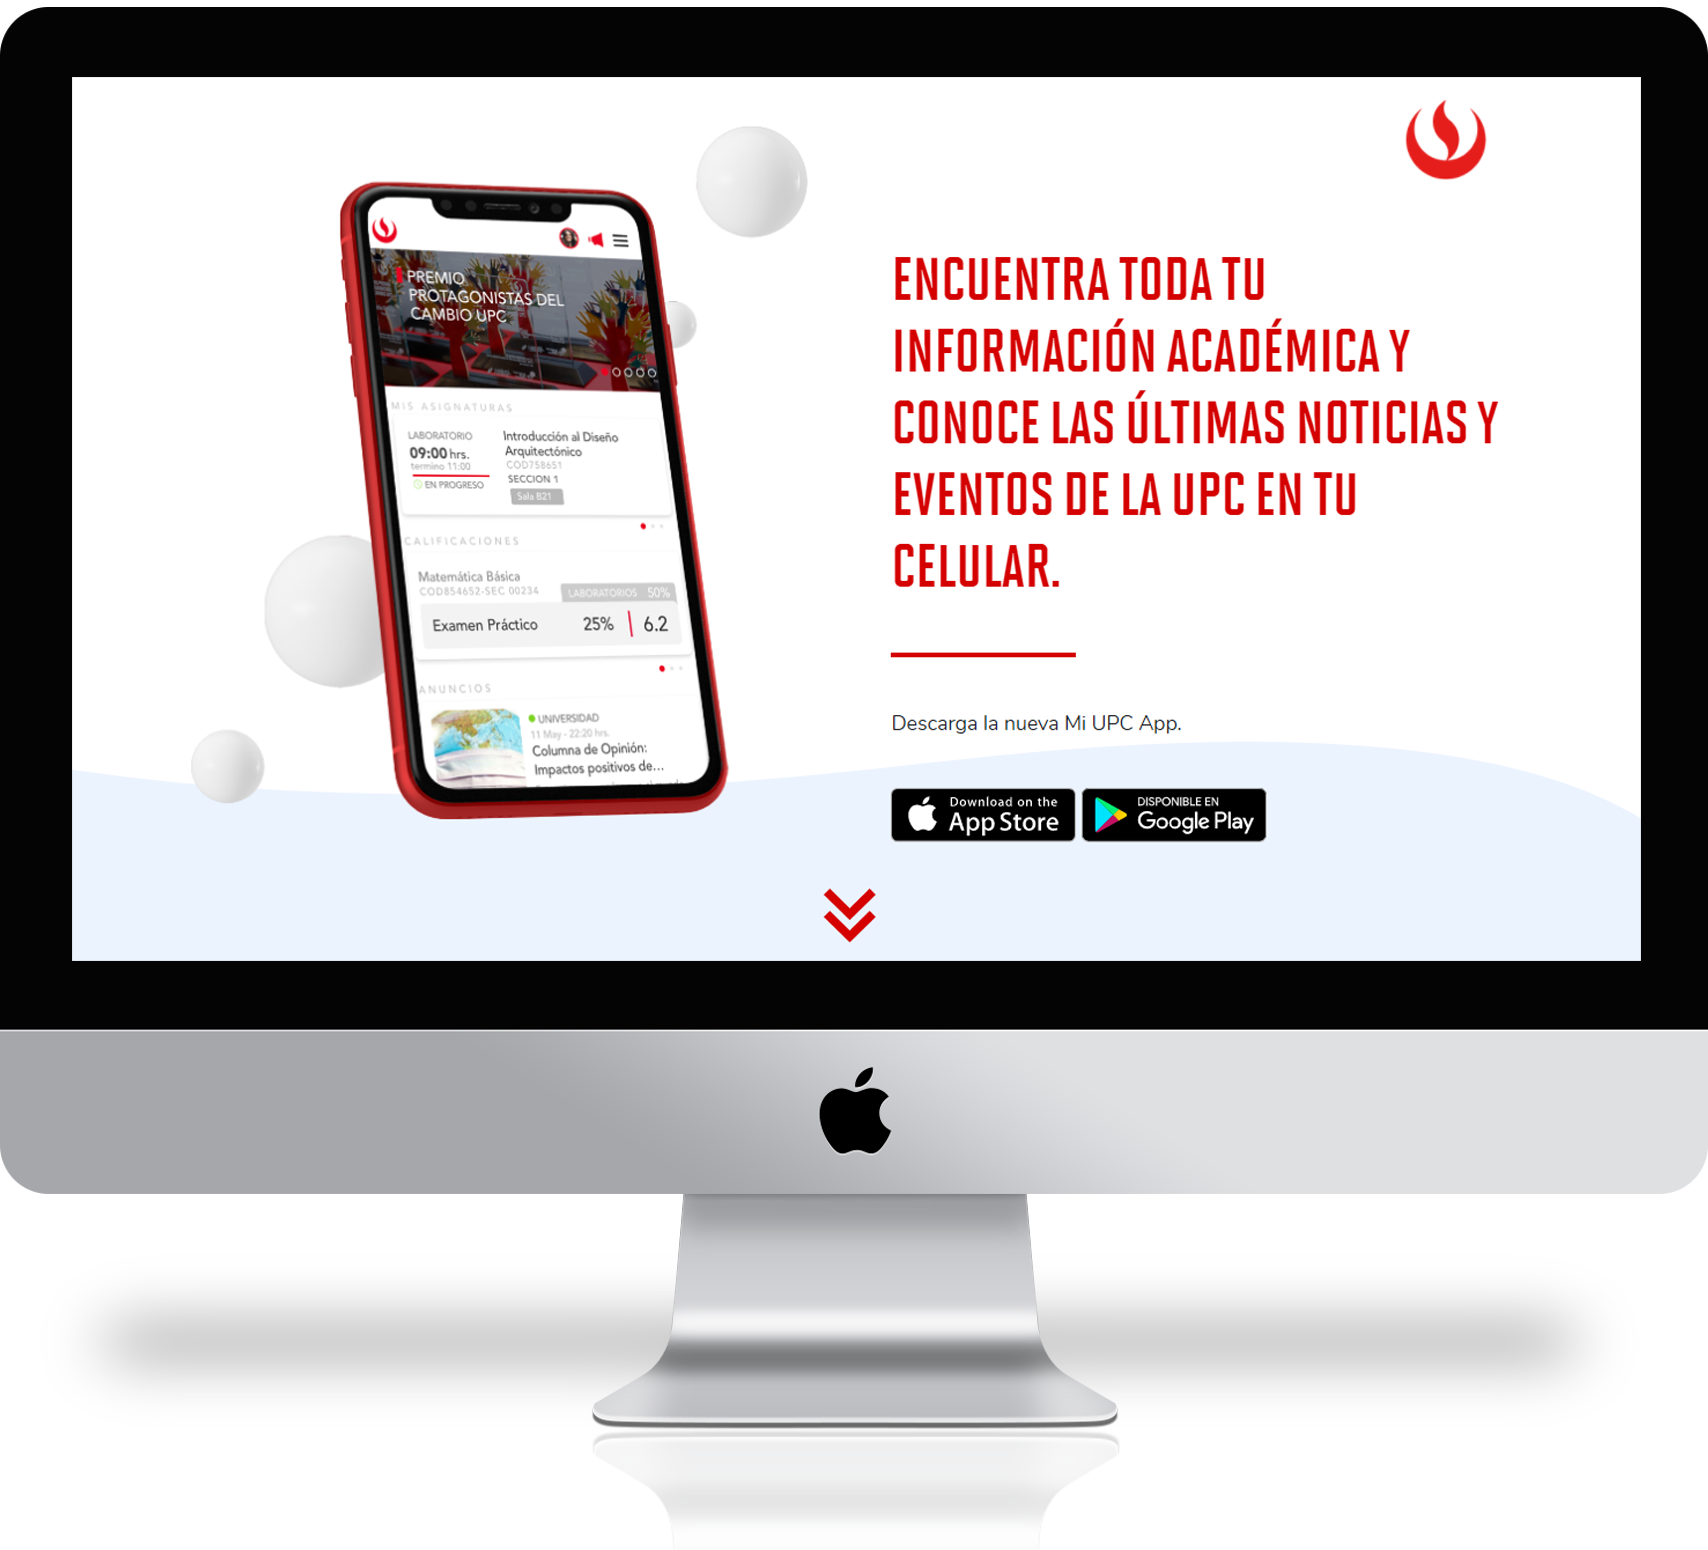 PREMIO
PROTAGONISTAS DEL
CAMBIO UPC
MIS ASIGNATURAS
LABORATORIO
09:00 hrs.
termino 11:00
EN PROGRESO
Introducción al Diseño
Arquitectónico
COD758651
SECCION 1
Sala B21
CALIFICACIONES
Matemática Básica
COD854652-SEC 00234
LABORATORIOS 50%
Examen Práctico 25% 6.2
ANUNCIOS
UNIVERSIDAD
11 May - 22:20 hrs.
Columna de Opinión:
Impactos positivos de...
ENCUENTRA TODA TU
INFORMACIÓN ACADÉMICA Y
CONOCE LAS ÚLTIMAS NOTICIAS Y
EVENTOS DE LA UPC EN TU
CELULAR.
Descarga la nueva Mi UPC App.
Download on the
App Store
DISPONIBLE EN
Google Play